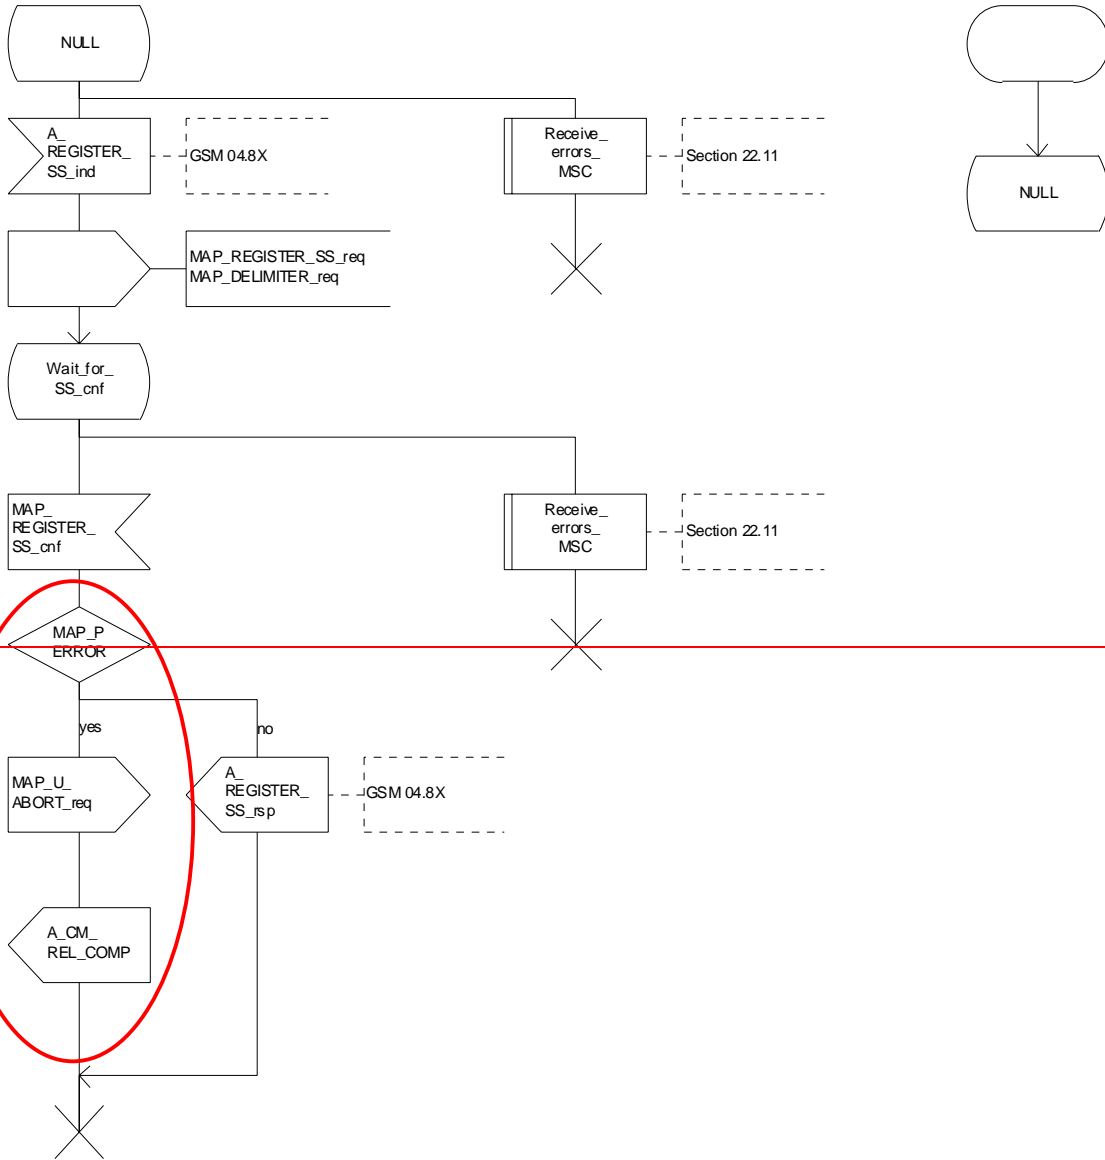 NULL
A_
REGISTER_
SS_ind
GSM 04.8X
Receive_
errors_
MSC
Section 22.11
NULL
MAP_REGISTER_SS_req
MAP_DELIMITER_req
Wait_for_
SS_cnf
MAP_
REGISTER_
SS_cnf
Receive_
errors_
MSC
Section 22.11
MAP_P
ERROR
yes
no
MAP_U_
ABORT_req
A_
REGISTER_
SS_rsp
GSM 04.8X
A_CM_
REL_COMP